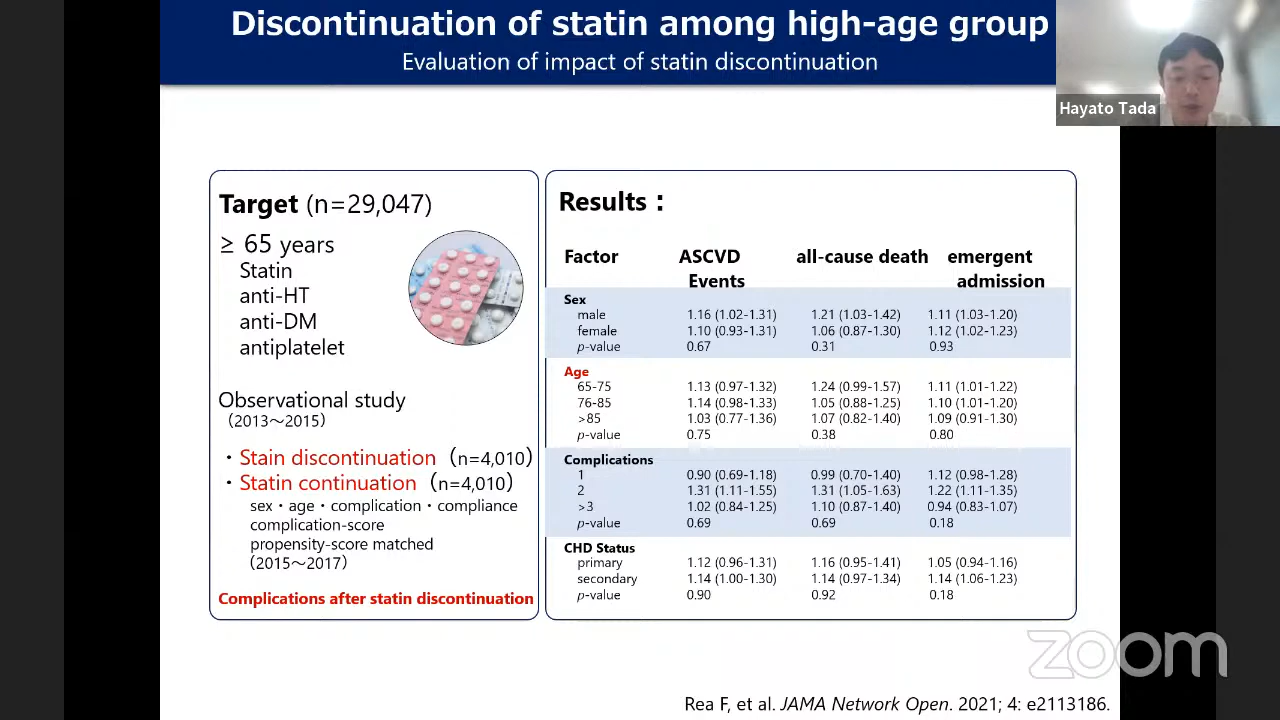 Discontinuation of statin among high-age group
Evaluation of impact of statin discontinuation
Hayato Tada
Target (n=29,047)
≥ 65 years
Statin
anti-HT
anti-DM
antiplatelet
Observational study
（2013～2015）
・Stain discontinuation（n=4,010）
・Statin continuation（n=4,010）
sex・age・complication・compliance
complication-score
propensity-score matched
（2015～2017）
Complications after statin discontinuation
Results：
Factor ASCVD Events all-cause death emergent admission
Sex
male 1.16 (1.02-1.31) 1.21 (1.03-1.42) 1.11 (1.03-1.20)
female 1.10 (0.93-1.31) 1.06 (0.87-1.30) 1.12 (1.02-1.23)
p-value 0.67 0.31 0.93
Age
65-75 1.13 (0.97-1.32) 1.24 (0.99-1.57) 1.11 (1.01-1.22)
76-85 1.14 (0.98-1.33) 1.05 (0.88-1.25) 1.10 (1.01-1.20)
>85 1.03 (0.77-1.36) 1.07 (0.82-1.40) 1.09 (0.91-1.30)
p-value 0.75 0.38 0.80
Complications
1 0.90 (0.69-1.18) 0.99 (0.70-1.40) 1.12 (0.98-1.28)
2 1.31 (1.11-1.55) 1.31 (1.05-1.63) 1.22 (1.11-1.35)
>3 1.02 (0.84-1.25) 1.10 (0.87-1.40) 0.94 (0.83-1.07)
p-value 0.69 0.69 0.18
CHD Status
primary 1.12 (0.96-1.31) 1.16 (0.95-1.41) 1.05 (0.94-1.16)
secondary 1.14 (1.00-1.30) 1.14 (0.97-1.34) 1.14 (1.06-1.23)
p-value 0.90 0.92 0.18
zoom
Rea F, et al. JAMA Network Open. 2021; 4: e2113186.